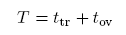 T = t_tr + t_ov